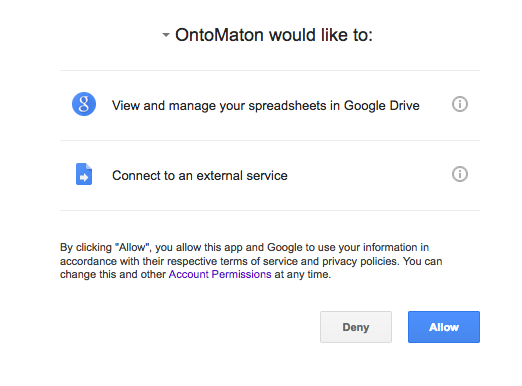 OntoMaton would like to:
View and manage your spreadsheets in Google Drive
Connect to an external service
By clicking "Allow", you allow this app and Google to use your information in
accordance with their respective terms of service and privacy policies. You can
change this and other Account Permissions at any time.
Deny
Allow